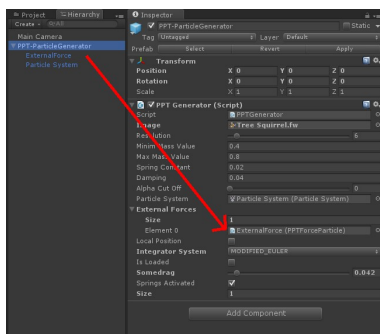 Project
Hierarchy
Create
All
Main Camera
PPT-ParticleGenerator
ExternalForce
Particle System
Inspector
PPT-ParticleGenerator
Static
Tag Untagged
Layer Default
Prefab Select Revert Apply
Transform
Position X 0 Y 0 Z 0
Rotation X 0 Y 0 Z 0
Scale X 1 Y 1 Z 1
PPT Generator (Script)
Script PPTGenerator
Image Tree Squirrel.fw
Resolution 6
Minim Mass Value 0.4
Max Mass Value 0.8
Spring Constant 0.02
Damping 0.04
Alpha Cut Off 0
Particle System Particle System (Particle System)
External Forces
Size 1
Element 0 ExternalForce (PPTForceParticle)
Local Position
Integrator System MODIFIED_EULER
Is Loaded
Somedrag 0.042
Springs Activated
Size 1
Add Component